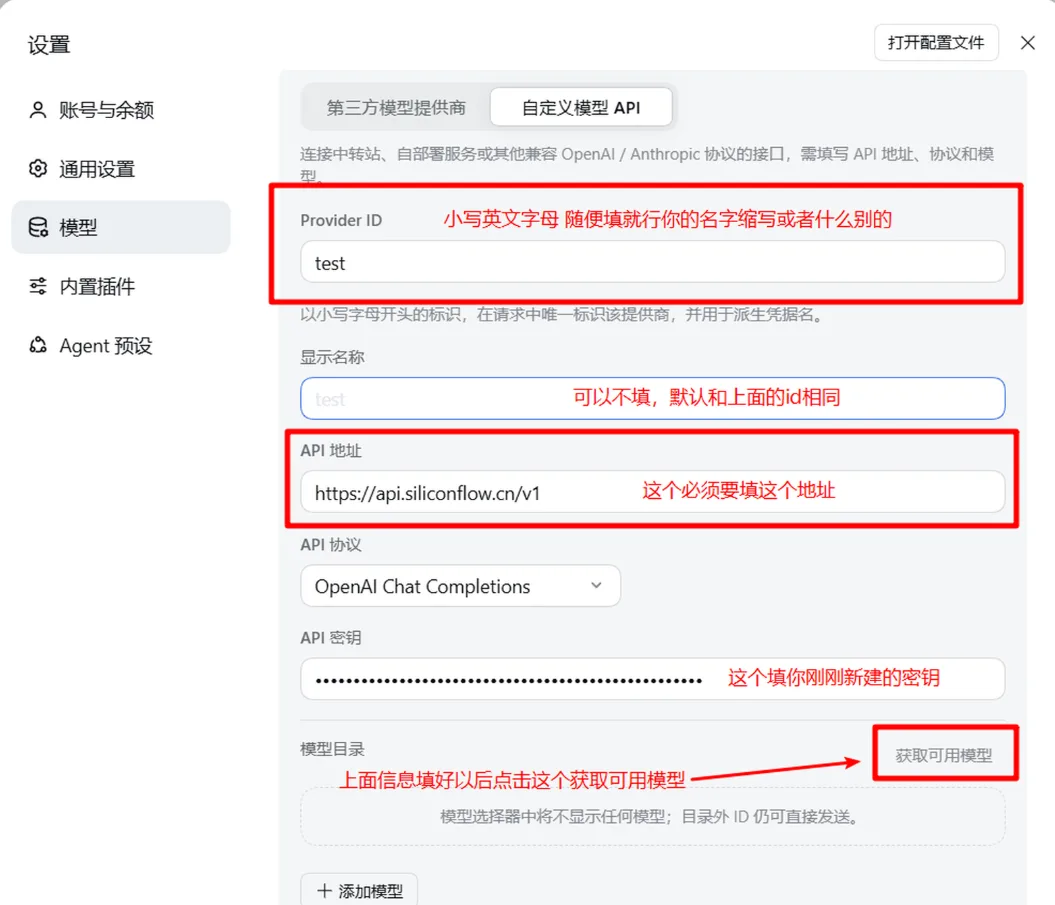 设置
打开配置文件
账号与余额
通用设置
模型
内置插件
Agent 预设
第三方模型提供商
自定义模型 API
连接中转站、自部署服务或其他兼容 OpenAI / Anthropic 协议的接口，需填写 API 地址、协议和模
型。
Provider ID
小写英文字母 随便填就行你的名字缩写或者什么别的
test
以小写字母开头的标识，在请求中唯一标识该提供商，并用于派生凭据名。
显示名称
test
可以不填，默认和上面的id相同
API 地址
https://api.siliconflow.cn/v1
这个必须要填这个地址
API 协议
OpenAI Chat Completions
API 密钥
这个填你刚刚新建的密钥
模型目录
获取可用模型
上面信息填好以后点击这个获取可用模型
模型选择器中将不显示任何模型；目录外 ID 仍可直接发送。
添加模型